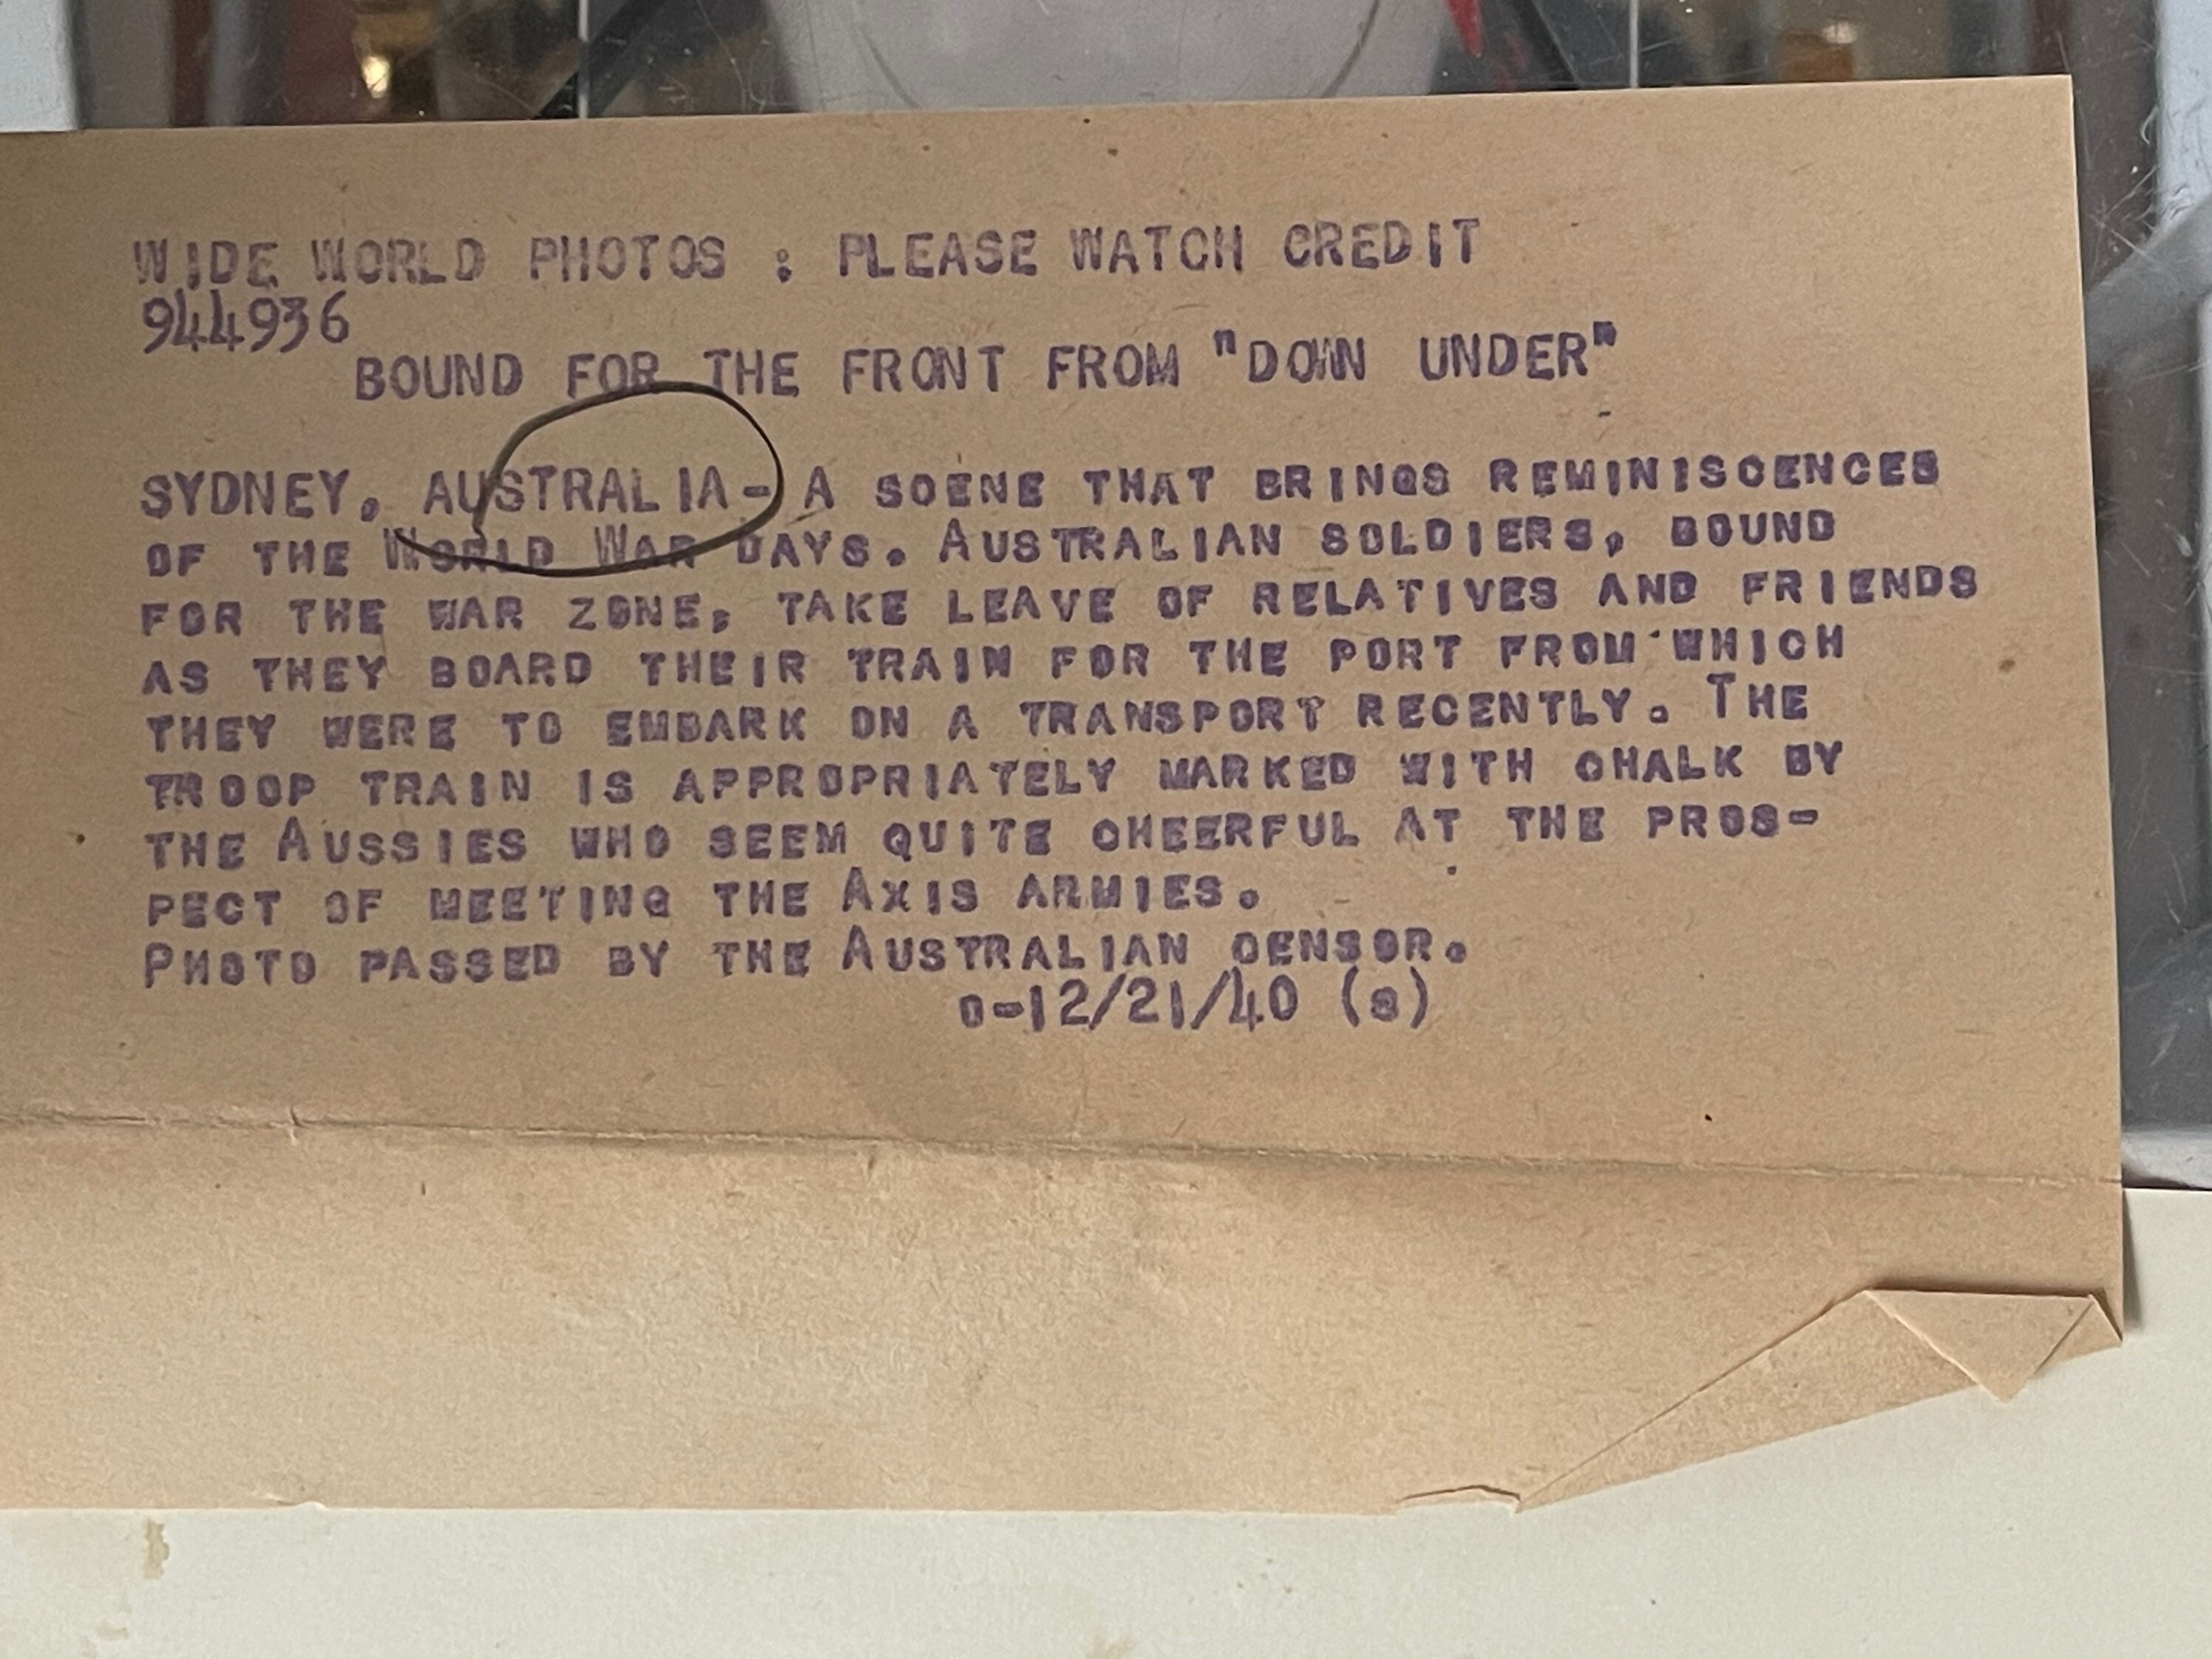 WIDE WORLD PHOTOS : PLEASE WATCH CREDIT
944936
BOUND FOR THE FRONT FROM "DOWN UNDER"
SYDNEY, AUSTRALIA- A SCENE THAT BRINGS REMINISCENCES
OF THE WORLD WAR DAYS. AUSTRALIAN SOLDIERS, BOUND
FOR THE WAR ZONE, TAKE LEAVE OF RELATIVES AND FRIENDS
AS THEY BOARD THEIR TRAIN FOR THE PORT FROM WHICH
THEY WERE TO EMBARK ON A TRANSPORT RECENTLY. THE
TROOP TRAIN IS APPROPRIATELY MARKED WITH CHALK BY
THE AUSSIES WHO SEEM QUITE CHEERFUL AT THE PROS-
PECT OF MEETING THE AXIS ARMIES.
PHOTO PASSED BY THE AUSTRALIAN CENSOR.
D-12/21/40 (S)